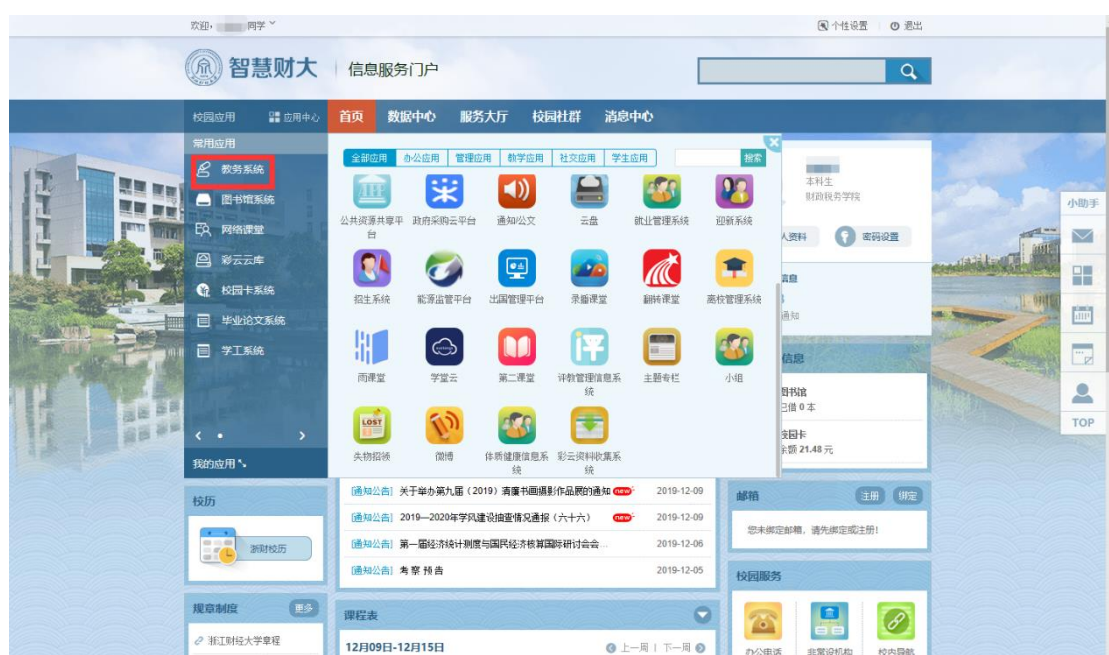 欢迎, 同学
个性设置
退出
智慧财大
信息服务门户
校园应用
应用中心
首页
数据中心
服务大厅
校园社群
消息中心
常用应用
教务系统
图书馆系统
网络课堂
彩云云库
校园卡系统
毕业论文系统
学工系统
我的应用
全部应用
办公应用
管理应用
教学应用
社交应用
学生应用
搜索
公共资源共享平
台
政府采购云平台
通知/公文
云盘
就业管理系统
迎新系统
招生系统
能源监管平台
出国管理平台
录播课堂
翻转课堂
高校管理系统
雨课堂
学堂云
第二课堂
评教管理信息系
统
主题专栏
小组
LOST
失物招领
微博
体质健康信息系
统
彩云资料收集系
统
本科生
财政税务学院
人资料
密码设置
信息
通知
信息
图书馆
已借 0 本
校园卡
余额 21.48 元
小助手
TOP
校历
浙财校历
[通知公告] 关于举办第九届（2019）清廉书画摄影作品展的通知 new 2019-12-09
[通知公告] 2019—2020年学风建设抽查情况通报（六十六） new 2019-12-09
[通知公告] 第一届经济统计测度与国民经济核算国际研讨会会... 2019-12-06
[通知公告] 考 察 预 告 2019-12-05
邮箱
注册
绑定
您未绑定邮箱，请先绑定或注册!
校园服务
办公电话
非常设机构
校内导航
规章制度
更多
浙江财经大学章程
课程表
12月09日-12月15日
上一周 | 下一周